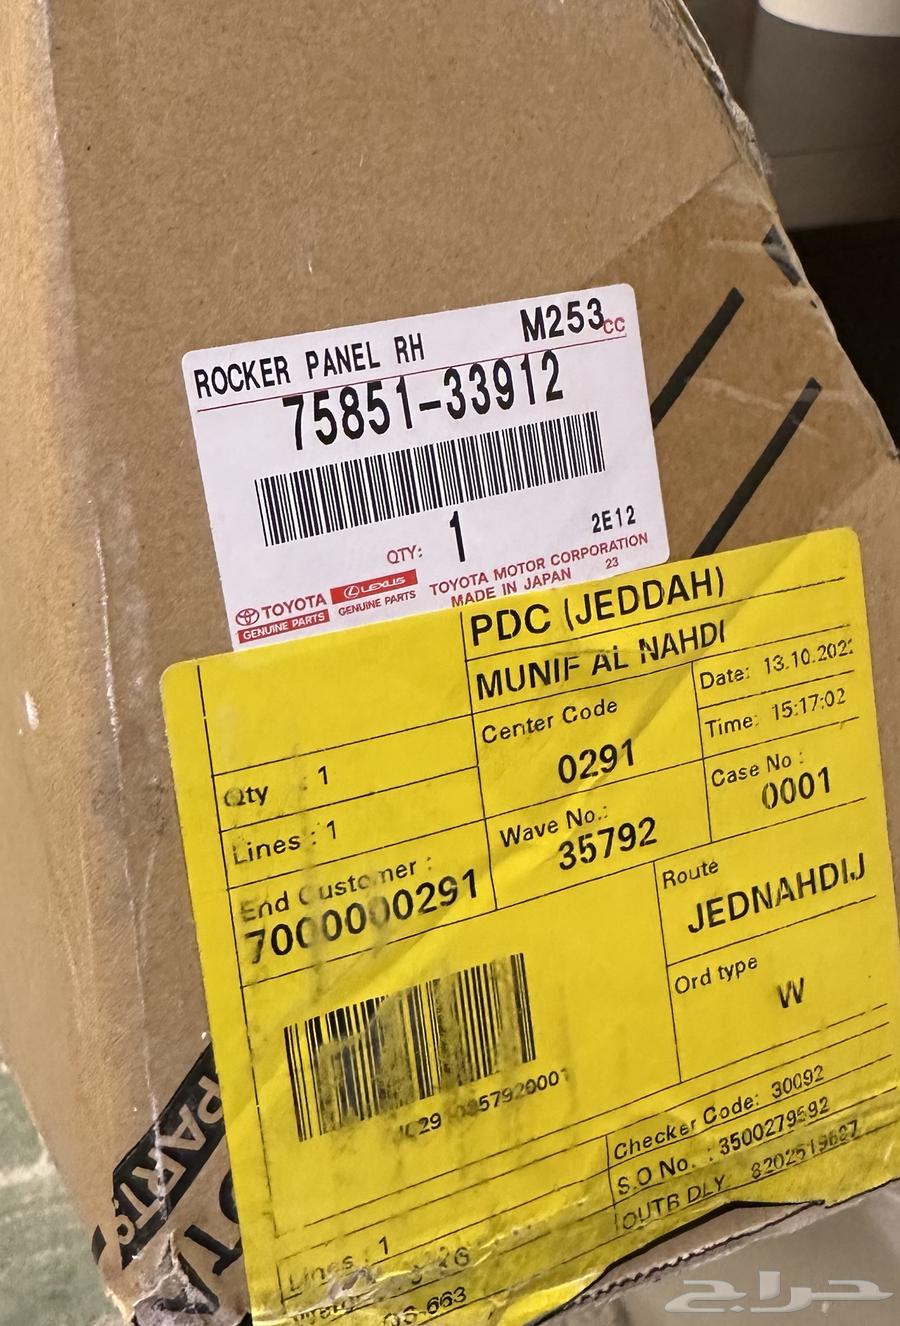 ROCKER PANEL RH M253 CC
75851-33912
QTY: 1 2E12
TOYOTA GENUINE PARTS
LEXUS GENUINE PARTS
TOYOTA MOTOR CORPORATION
MADE IN JAPAN 23
PDC (JEDDAH)
MUNIF AL NAHDI
Date: 13.10.202
Time: 15:17:02
Center Code
0291
Case No :
0001
Qty : 1
Lines : 1
Wave No.:
35792
End Customer :
7000000291
Route
JEDNAHDIJ
Ord type
W
Checker Code: 30092
S.O No. : 3500279592
OUTB DLY
Lines : 1
PARTS
حراج